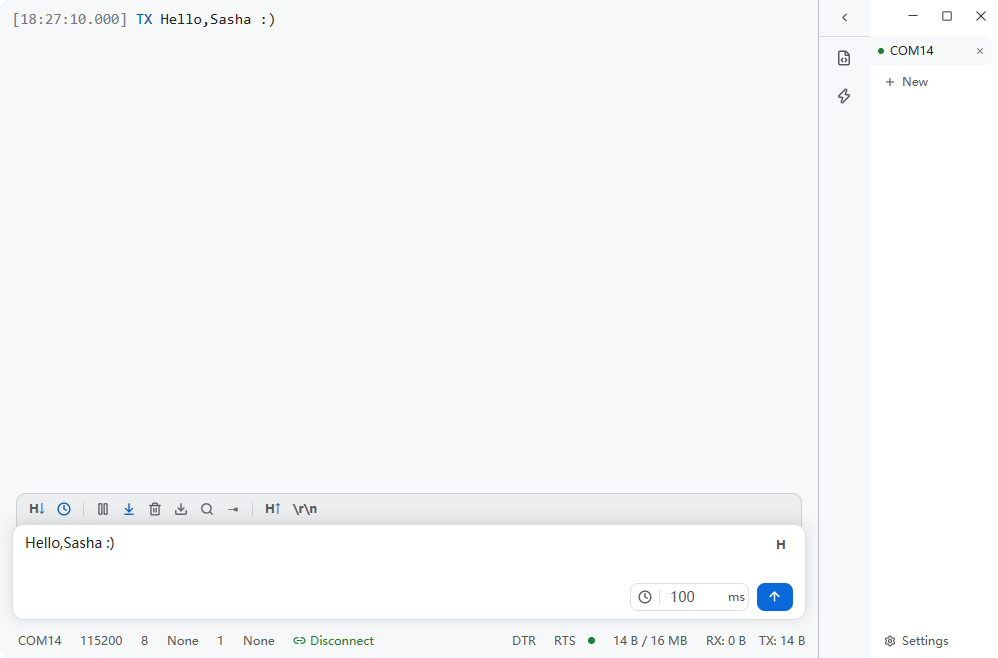 [18:27:10.000] TX Hello,Sasha :)
COM14
New
H↓
H↑ \r\n
Hello,Sasha :)
H
100 ms
COM14 115200 8 None 1 None Disconnect DTR RTS 14 B / 16 MB RX: 0 B TX: 14 B
Settings